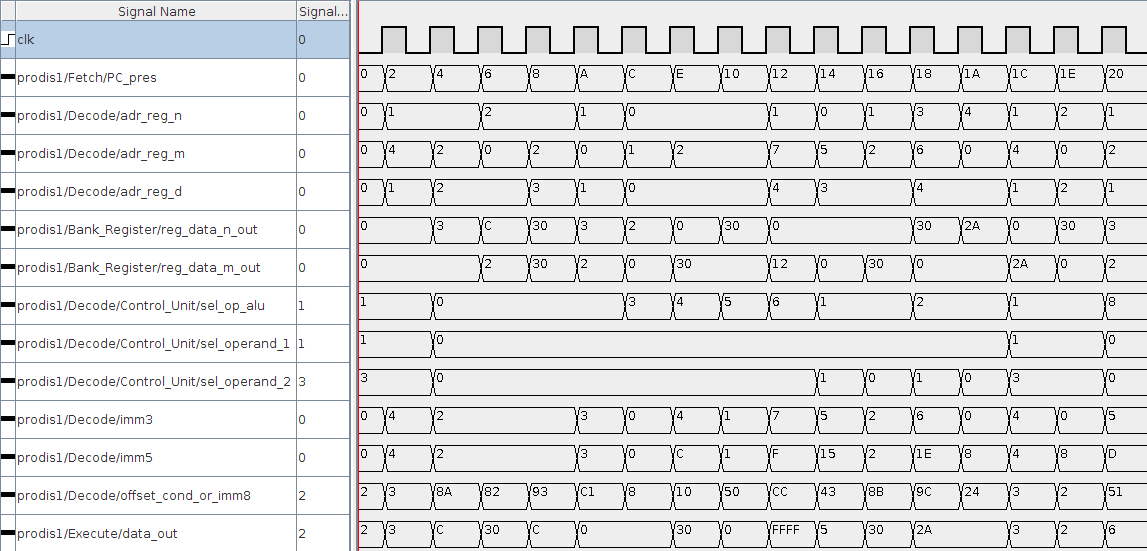 Signal Name Signal...
clk 0
prodis1/Fetch/PC_pres 0 0 2 4 6 8 A C E 10 12 14 16 18 1A 1C 1E 20
prodis1/Decode/adr_reg_n 0 0 1 2 1 0 1 0 1 3 4 1 2 1
prodis1/Decode/adr_reg_m 0 0 4 2 0 2 0 1 2 7 5 2 6 0 4 0 2
prodis1/Decode/adr_reg_d 0 0 1 2 3 1 0 4 3 4 1 2 1
prodis1/Bank_Register/reg_data_n_out 0 0 3 C 30 3 2 0 30 0 30 2A 0 30 3
prodis1/Bank_Register/reg_data_m_out 0 0 2 30 2 0 30 12 0 30 0 2A 0 2
prodis1/Decode/Control_Unit/sel_op_alu 1 1 0 3 4 5 6 1 2 1 8
prodis1/Decode/Control_Unit/sel_operand_1 1 1 0 1 0
prodis1/Decode/Control_Unit/sel_operand_2 3 3 0 1 0 1 0 3 0
prodis1/Decode/imm3 0 0 4 2 3 0 4 1 7 5 2 6 0 4 0 5
prodis1/Decode/imm5 0 0 4 2 3 0 C 1 F 15 2 1E 8 4 8 D
prodis1/Decode/offset_cond_or_imm8 2 2 3 8A 82 93 C1 8 10 50 CC 43 8B 9C 24 3 2 51
prodis1/Execute/data_out 2 2 3 C 30 C 0 30 0 FFFF 5 30 2A 3 2 6